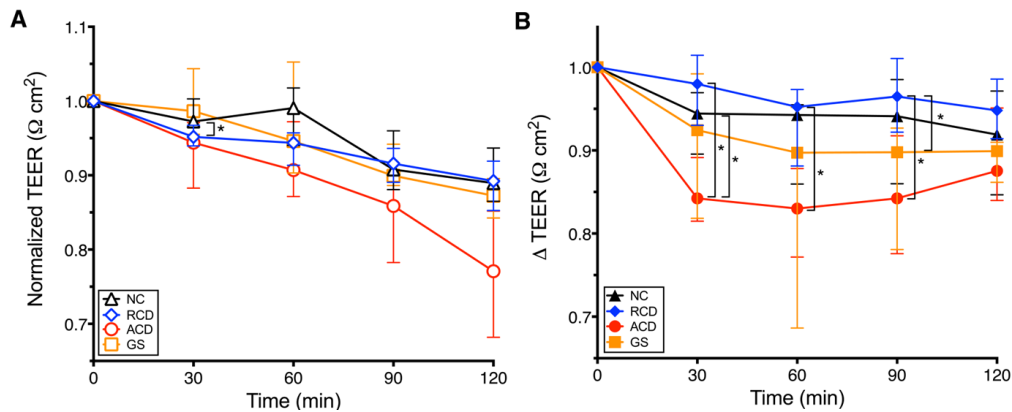 A
Normalized TEER (Ω cm²)
1.1
1.0
0.9
0.8
0.7
*
NC
RCD
ACD
GS
0
30
60
90
120
Time (min)
B
Δ TEER (Ω cm²)
1.0
0.9
0.8
0.7
*
*
*
*
*
NC
RCD
ACD
GS
0
30
60
90
120
Time (min)